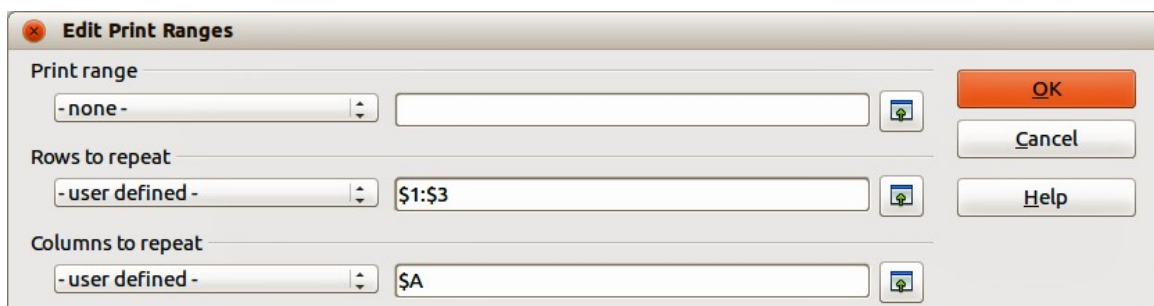 Edit Print Ranges
Print range
- none -
OK
Cancel
Rows to repeat
- user defined -
$1:$3
Help
Columns to repeat
- user defined -
$A